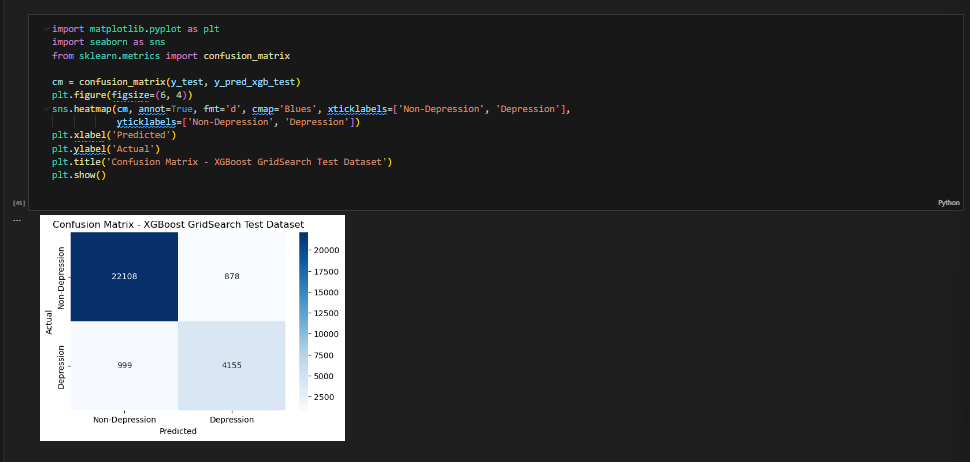 import matplotlib.pyplot as plt
import seaborn as sns
from sklearn.metrics import confusion_matrix
cm = confusion_matrix(y_test, y_pred_xgb_test)
plt.figure(figsize=(6, 4))
sns.heatmap(cm, annot=True, fmt='d', cmap='Blues', xticklabels=['Non-Depression', 'Depression'],
yticklabels=['Non-Depression', 'Depression'])
plt.xlabel('Predicted')
plt.ylabel('Actual')
plt.title('Confusion Matrix - XGBoost GridSearch Test Dataset')
plt.show()
[45]
Python
...
Confusion Matrix - XGBoost GridSearch Test Dataset
Actual
Non-Depression
Depression
22108
878
999
4155
Non-Depression
Depression
Predicted
20000
17500
15000
12500
10000
7500
5000
2500